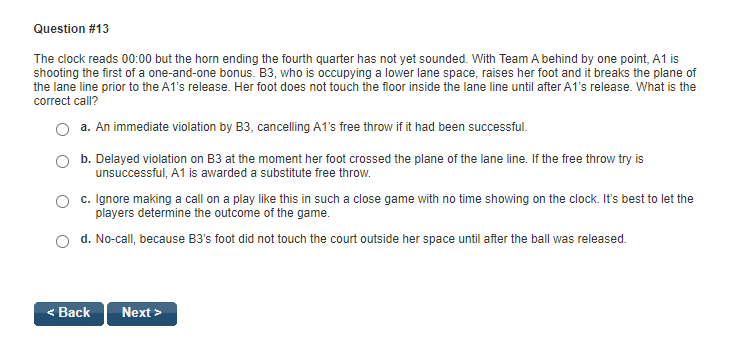 Question #13
The clock reads 00:00 but the horn ending the fourth quarter has not yet sounded. With Team A behind by one point, A1 is
shooting the first of a one-and-one bonus. B3, who is occupying a lower lane space, raises her foot and it breaks the plane of
the lane line prior to the A1's release. Her foot does not touch the floor inside the lane line until after A1's release. What is the
correct call?
a. An immediate violation by B3, cancelling A1's free throw if it had been successful.
b. Delayed violation on B3 at the moment her foot crossed the plane of the lane line. If the free throw try is
unsuccessful, A1 is awarded a substitute free throw.
c. Ignore making a call on a play like this in such a close game with no time showing on the clock. It's best to let the
players determine the outcome of the game.
d. No-call, because B3's foot did not touch the court outside her space until after the ball was released.
< Back Next >